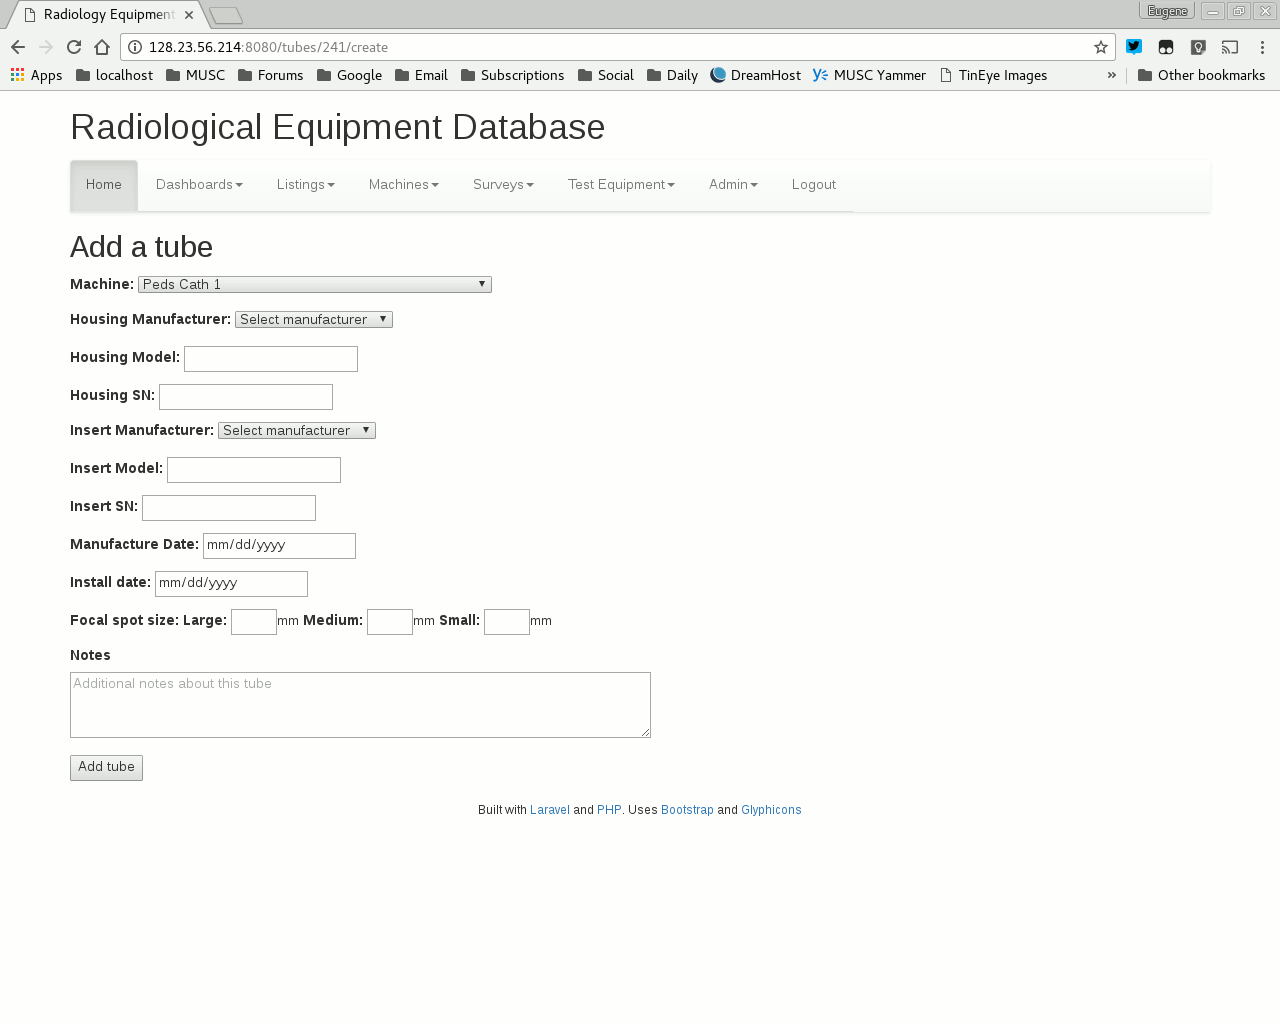 Radiology Equipment
Eugene
128.23.56.214:8080/tubes/241/create
Apps localhost MUSC Forums Google Email Subscriptions Social Daily DreamHost MUSC Yammer TinEye Images » Other bookmarks
Radiological Equipment Database
Home Dashboards Listings Machines Surveys Test Equipment Admin Logout
Add a tube
Machine: Peds Cath 1
Housing Manufacturer: Select manufacturer
Housing Model:
Housing SN:
Insert Manufacturer: Select manufacturer
Insert Model:
Insert SN:
Manufacture Date: mm/dd/yyyy
Install date: mm/dd/yyyy
Focal spot size: Large: mm Medium: mm Small: mm
Notes
Additional notes about this tube
Add tube
Built with Laravel and PHP. Uses Bootstrap and Glyphicons